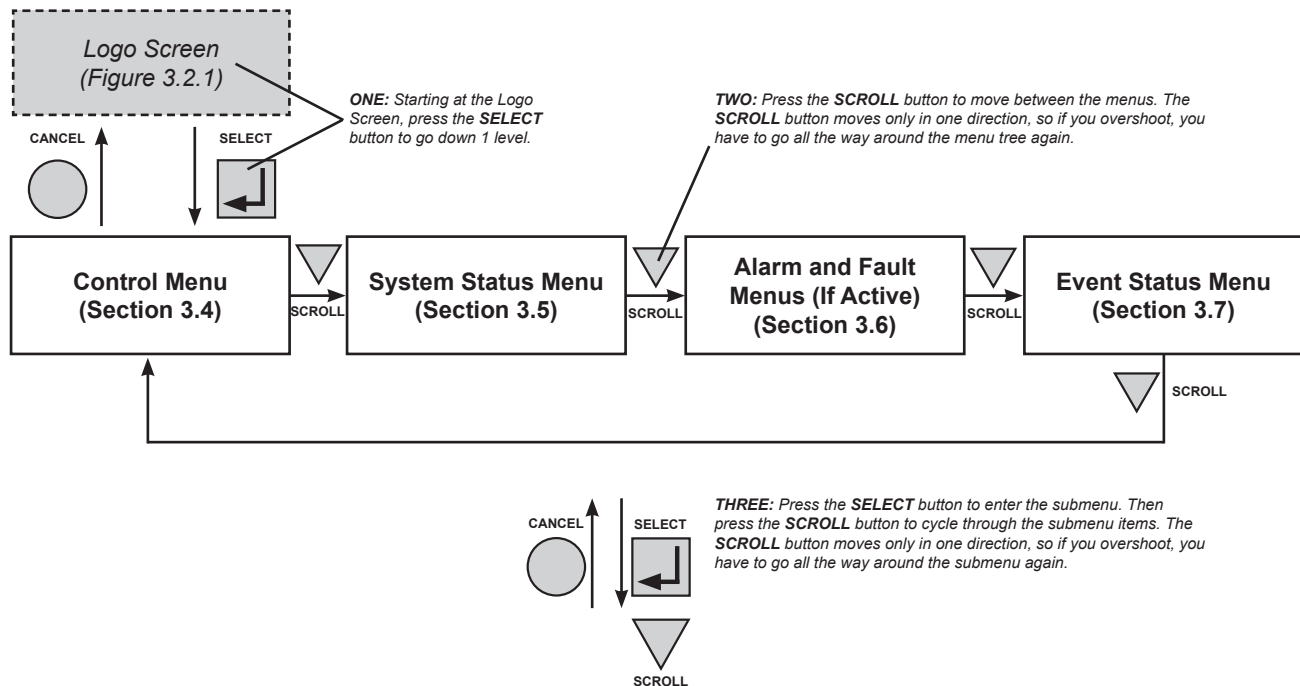 Logo Screen
(Figure 3.2.1)
ONE: Starting at the Logo
Screen, press the SELECT
button to go down 1 level.
TWO: Press the SCROLL button to move between the menus. The
SCROLL button moves only in one direction, so if you overshoot, you
have to go all the way around the menu tree again.
CANCEL
SELECT
Control Menu
(Section 3.4)
SCROLL
System Status Menu
(Section 3.5)
SCROLL
Alarm and Fault
Menus (If Active)
(Section 3.6)
SCROLL
Event Status Menu
(Section 3.7)
SCROLL
CANCEL
SELECT
SCROLL
THREE: Press the SELECT button to enter the submenu. Then
press the SCROLL button to cycle through the submenu items. The
SCROLL button moves only in one direction, so if you overshoot, you
have to go all the way around the submenu again.